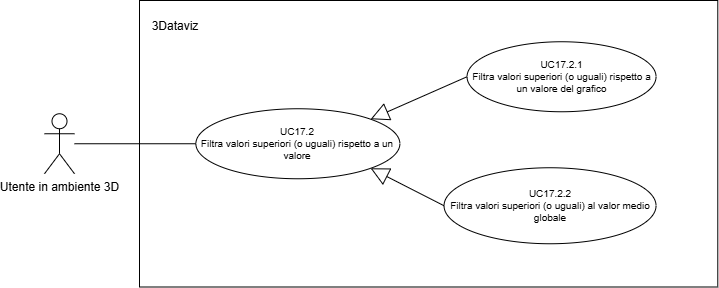 3Dataviz
UC17.2.1
Filtra valori superiori (o uguali) rispetto a
un valore del grafico
UC17.2
Filtra valori superiori (o uguali) rispetto a un
valore
Utente in ambiente 3D
UC17.2.2
Filtra valori superiori (o uguali) al valor medio
globale